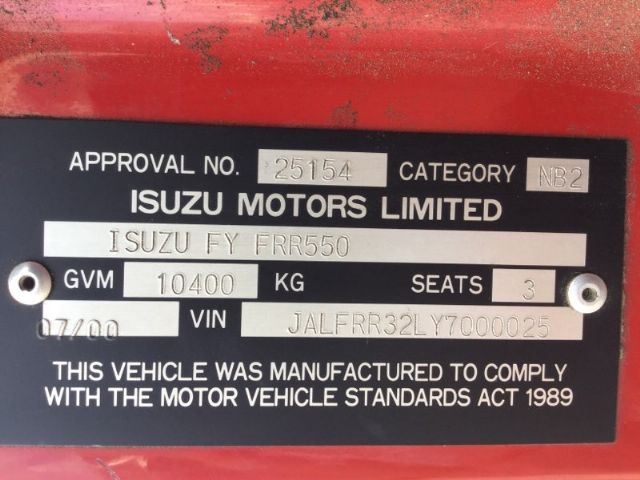 APPROVAL NO. 25154 CATEGORY NB2
ISUZU MOTORS LIMITED
ISUZU FY FRR550
GVM 10400 KG SEATS 3
07/00 VIN JALFRR32LY7000025
THIS VEHICLE WAS MANUFACTURED TO COMPLY
WITH THE MOTOR VEHICLE STANDARDS ACT 1989